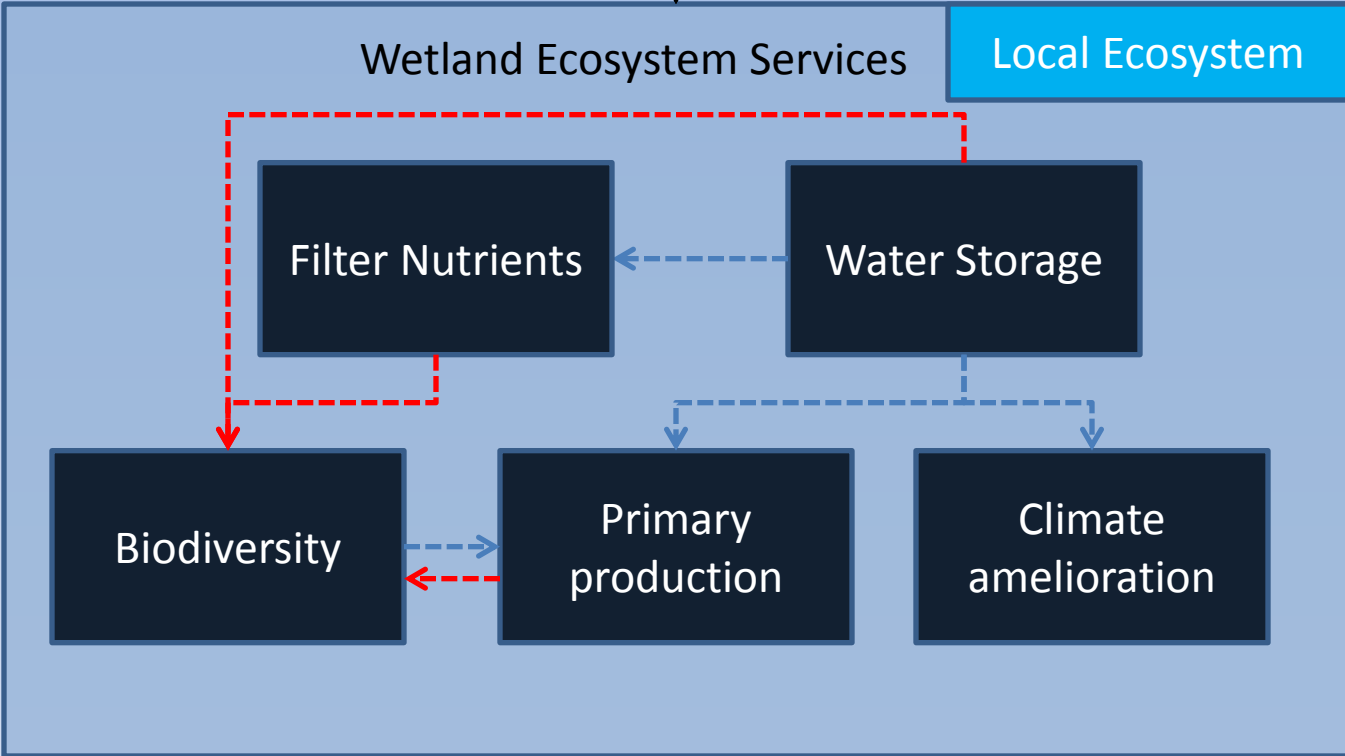 Wetland Ecosystem Services
Local Ecosystem
Filter Nutrients
Water Storage
Biodiversity
Primary
production
Climate
amelioration